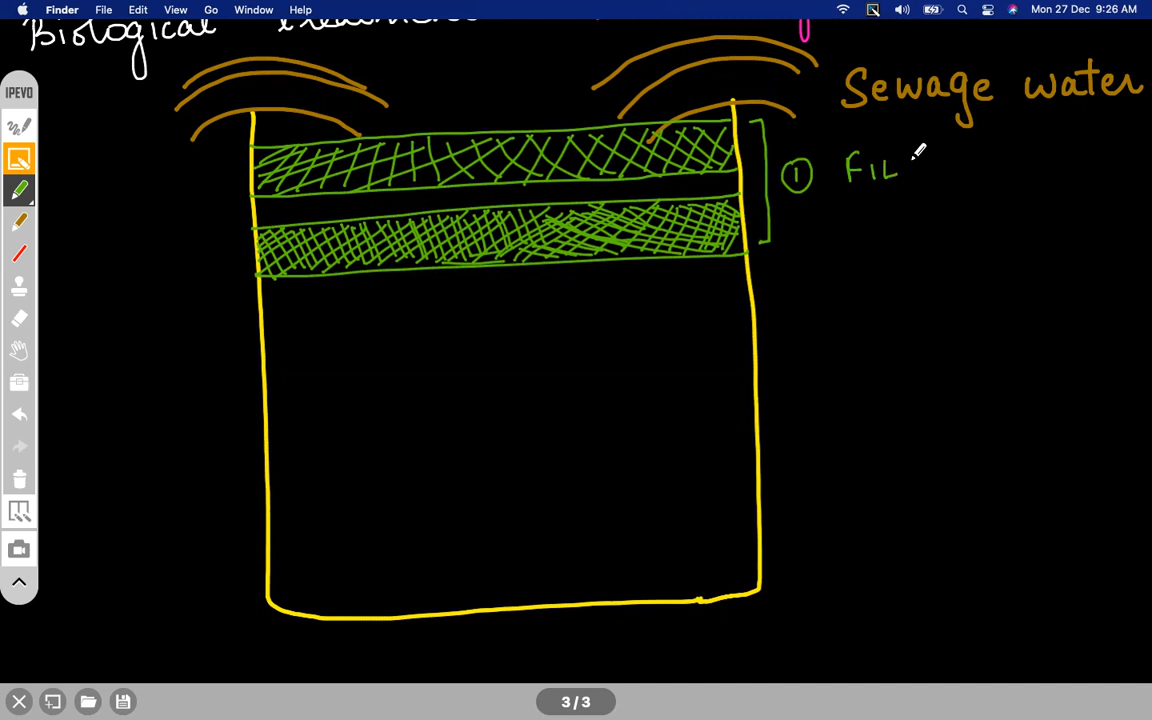 Finder File Edit View Go Window Help Mon 27 Dec 9:26 AM
Biological
Sewage water
IPEVO
① FIL
3/3